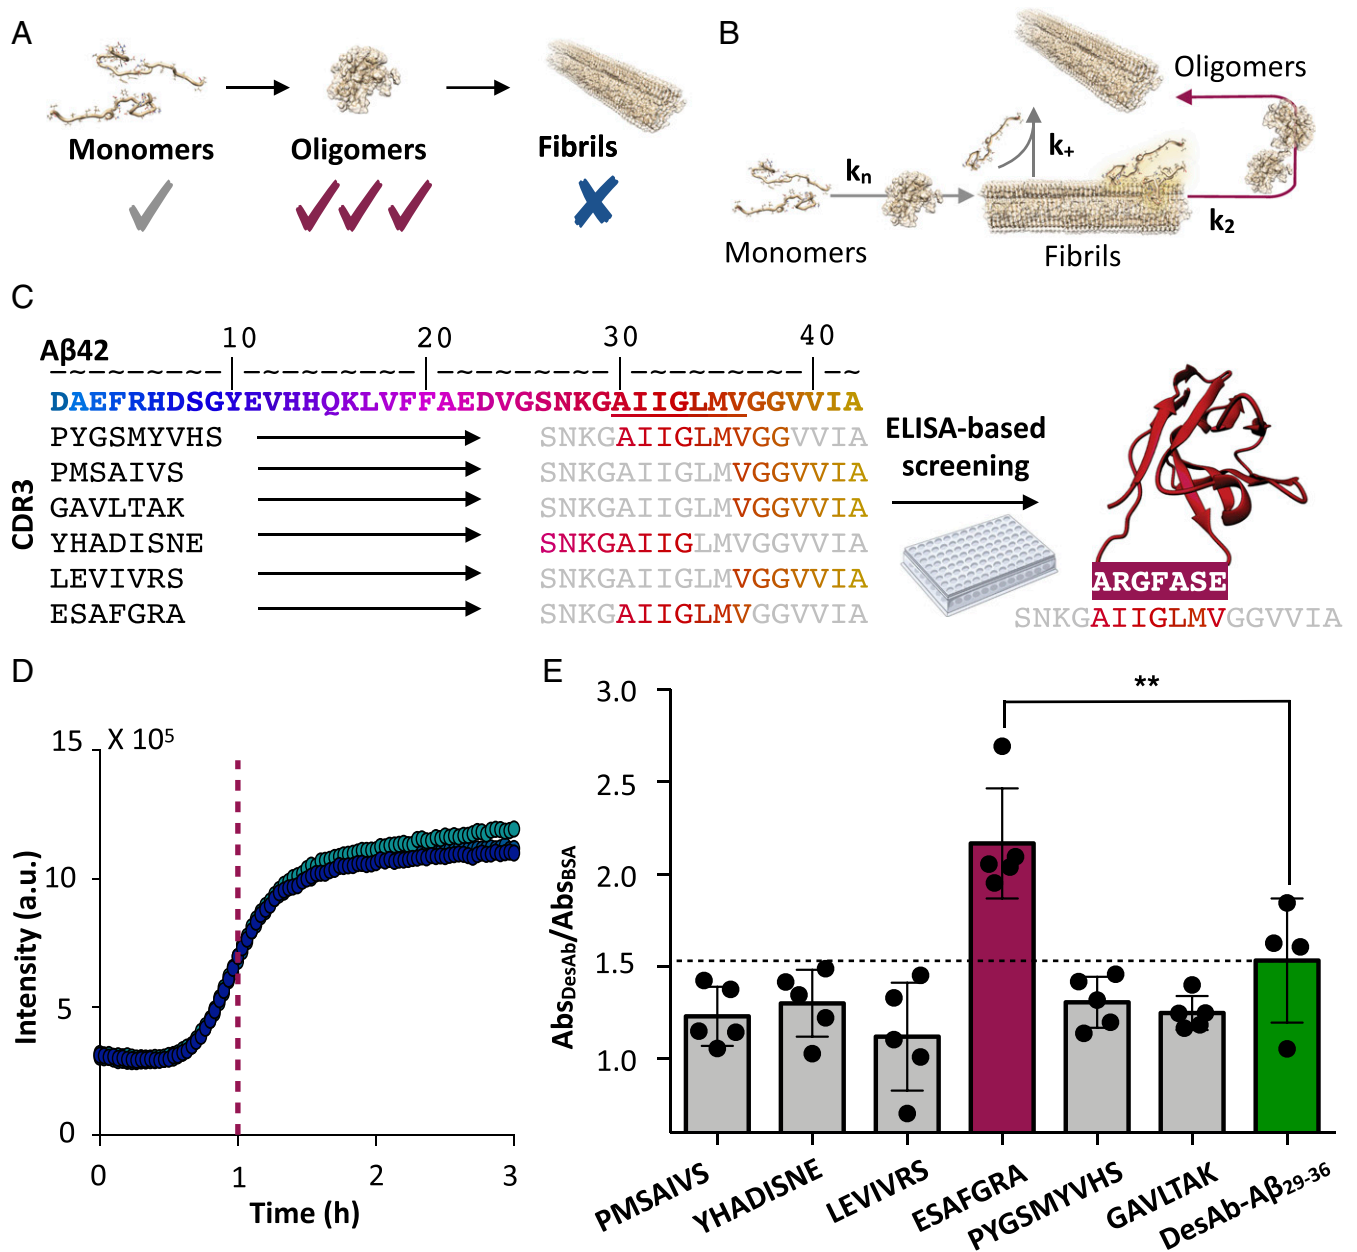 A
Monomers
Oligomers
Fibrils
B
Oligomers
kn
k+
k2
Monomers
Fibrils
C
Aβ42
10 20 30 40
DAEFRHDSGYEVHHQKLVFFAEDVGSNKGAIIGLMVGGVVIA
CDR3
PYGSMYVHS SNKGAIIGLMVGGVVIA
PMSAIVS SNKGAIIGLMVGGVVIA
GAVLTAK SNKGAIIGLMVGGVVIA
YHADISNE SNKGAIIGLMVGGVVIA
LEVIVRS SNKGAIIGLMVGGVVIA
ESAFGRA SNKGAIIGLMVGGVVIA
ELISA-based
screening
ARGFASE
SNKGAIIGLMVGGVVIA
D
X 10⁵
15
10
5
0
Intensity (a.u.)
0 1 2 3
Time (h)
E
**
3.0
2.5
2.0
1.5
1.0
AbsDesAb/AbsBSA
PMSAIVS
YHADISNE
LEVIVRS
ESAFGRA
PYGSMYVHS
GAVLTAK
DesAb-Aβ29-36